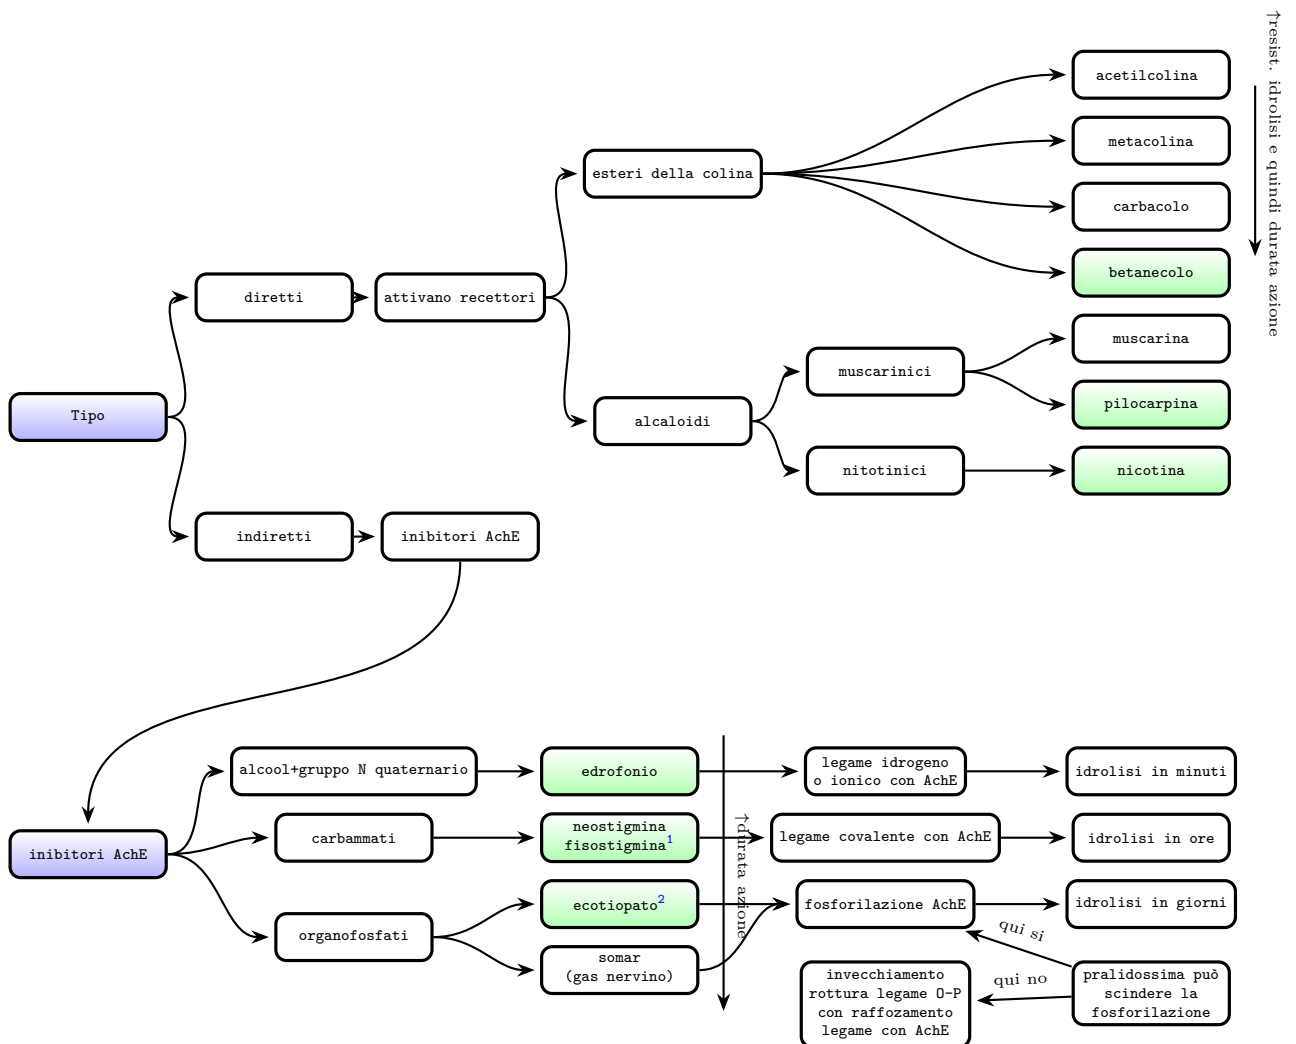 ↑resist. idrolisi e quindi durata azione
acetilcolina
metacolina
esteri della colina
carbacolo
betanecolo
diretti
attivano recettori
muscarina
muscarinici
pilocarpina
Tipo
alcaloidi
nitotinici
nicotina
indiretti
inibitori AchE
alcool+gruppo N quaternario
edrofonio
legame idrogeno
o ionico con AchE
idrolisi in minuti
inibitori AchE
carbammati
neostigmina
fisostigmina1
↑durata azione
legame covalente con AchE
idrolisi in ore
organofosfati
ecotiopato2
fosforilazione AchE
idrolisi in giorni
qui si
somar
(gas nervino)
invecchiamento
rottura legame O-P
con raffozamento
legame con AchE
qui no
pralidossima può
scindere la
fosforilazione